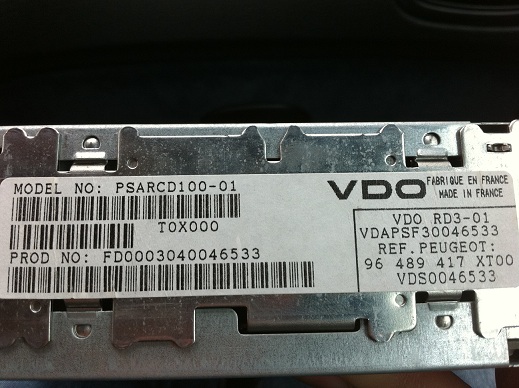 MODEL NO: PSARCD100-01
T0X000
PROD NO: FD0003040046533
VDO
FABRIQUE EN FRANCE
MADE IN FRANCE
VDO RD3-01
VDAPSF30046533
REF.PEUGEOT:
96 489 417 XT00
VDS0046533